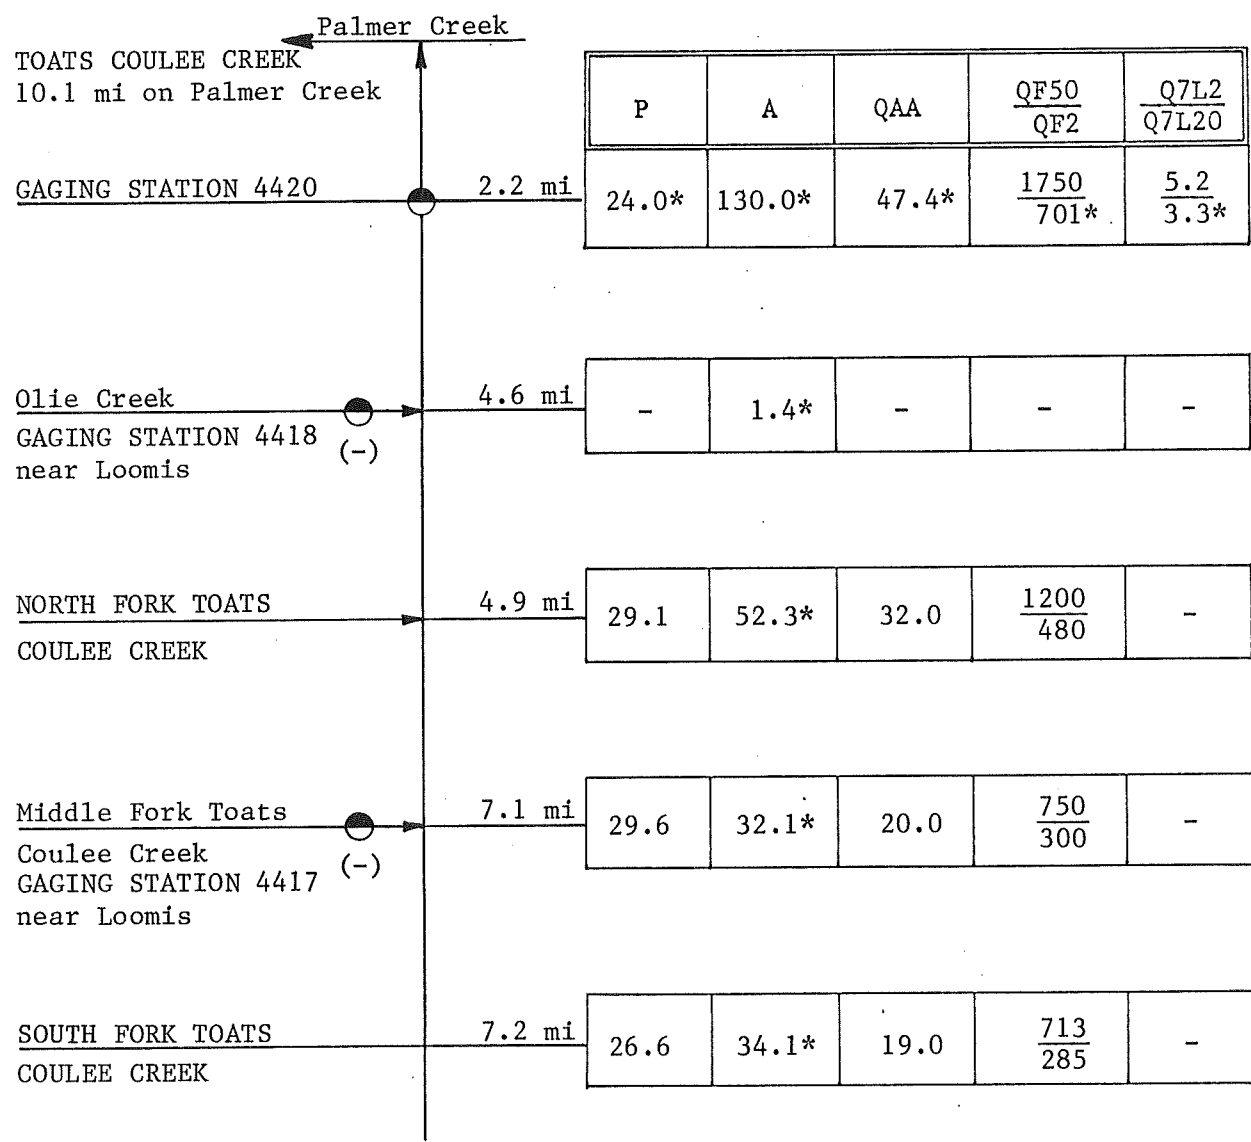 Palmer Creek
TOATS COULEE CREEK
10.1 mi on Palmer Creek
P A QAA QF50 Q7L2
QF2 Q7L20
GAGING STATION 4420 2.2 mi 24.0* 130.0* 47.4* 1750 5.2
701* 3.3*
Olie Creek 4.6 mi - 1.4* - - -
GAGING STATION 4418 (-)
near Loomis
NORTH FORK TOATS 4.9 mi 29.1 52.3* 32.0 1200 -
480
COULEE CREEK
Middle Fork Toats 7.1 mi 29.6 32.1* 20.0 750 -
300
Coulee Creek (-)
GAGING STATION 4417
near Loomis
SOUTH FORK TOATS 7.2 mi 26.6 34.1* 19.0 713 -
285
COULEE CREEK